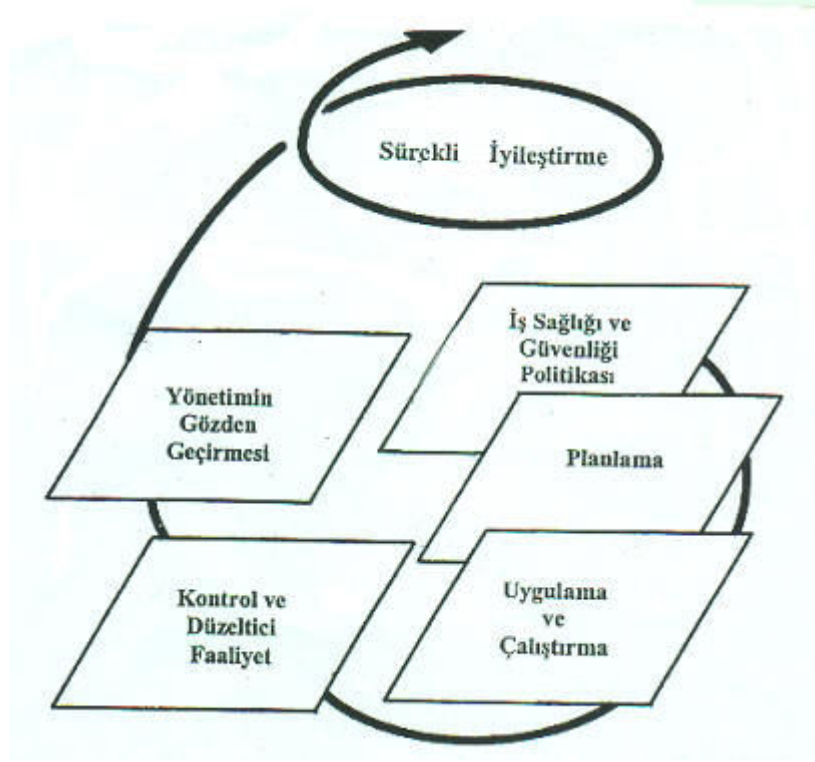 Sürekli İyileştirme
İş Sağlığı ve
Güvenliği
Politikası
Planlama
Uygulama
ve
Çalıştırma
Kontrol ve
Düzeltici
Faaliyet
Yönetimin
Gözden
Geçirmesi